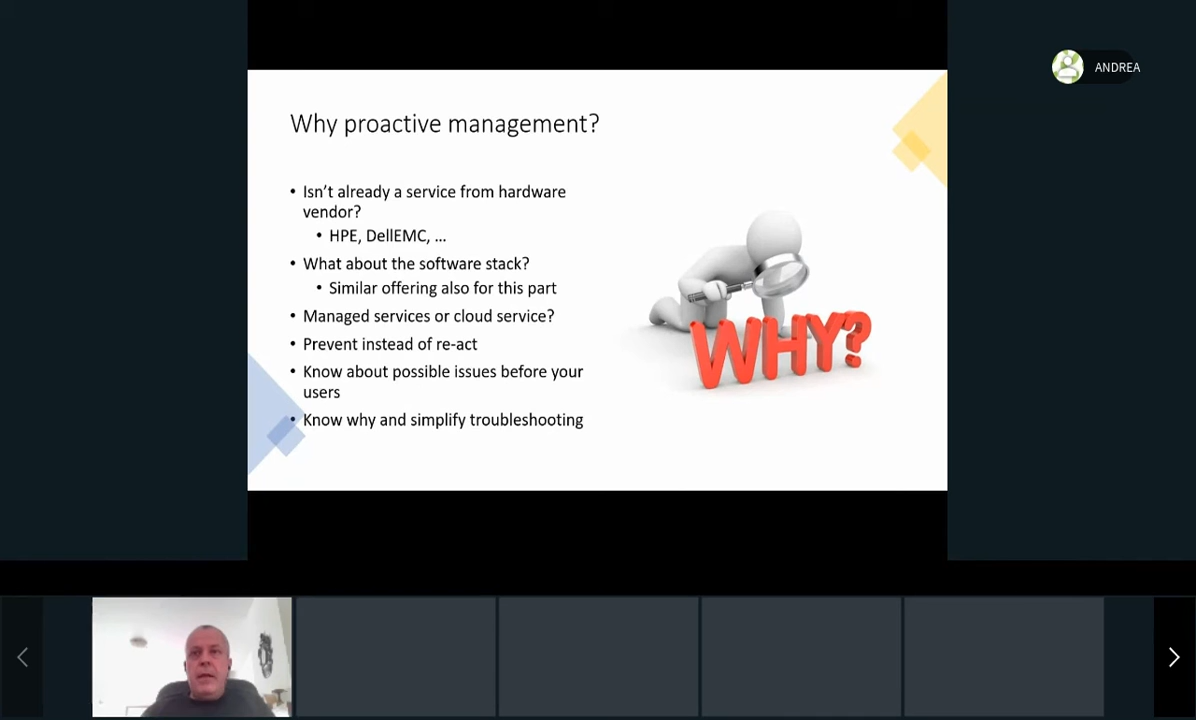 ANDREA
Why proactive management?
• Isn't already a service from hardware
vendor?
• HPE, DellEMC, ...
• What about the software stack?
• Similar offering also for this part
• Managed services or cloud service?
• Prevent instead of re-act
• Know about possible issues before your
users
• Know why and simplify troubleshooting
WHY?